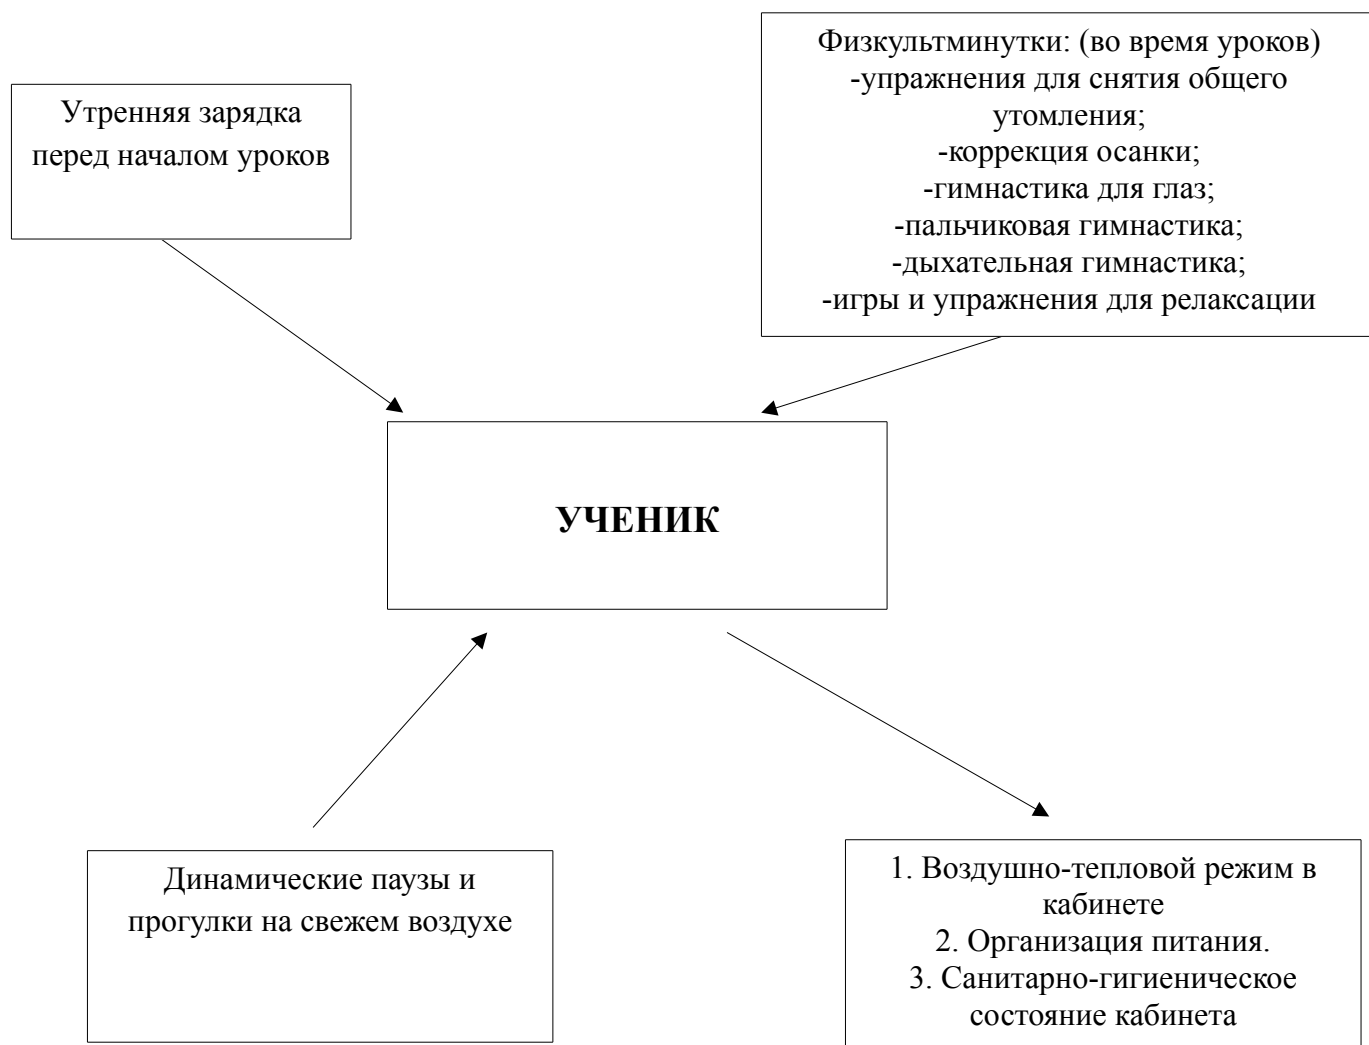 Утренняя зарядка
перед началом уроков
Физкультминутки: (во время уроков)
-упражнения для снятия общего
утомления;
-коррекция осанки;
-гимнастика для глаз;
-пальчиковая гимнастика;
-дыхательная гимнастика;
-игры и упражнения для релаксации
УЧЕНИК
Динамические паузы и
прогулки на свежем воздухе
1. Воздушно-тепловой режим в
кабинете
2. Организация питания.
3. Санитарно-гигиеническое
состояние кабинета